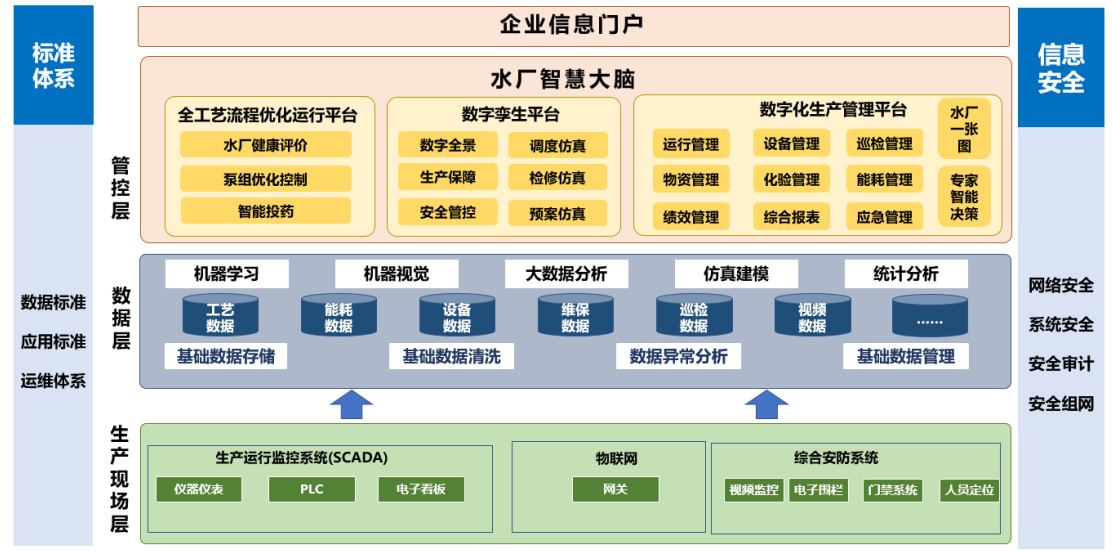 企业信息门户
标准
体系
数据标准
应用标准
运维体系
管控层
水厂智慧大脑
全工艺流程优化运行平台
水厂健康评价
泵组优化控制
智能投药
数字孪生平台
数字全景
调度仿真
生产保障
检修仿真
安全管控
预案仿真
数字化生产管理平台
运行管理
设备管理
巡检管理
物资管理
化验管理
能耗管理
绩效管理
综合报表
应急管理
水厂
一张
图
专家
智能
决策
数据层
机器学习
机器视觉
大数据分析
仿真建模
统计分析
工艺
数据
能耗
数据
设备
数据
维保
数据
巡检
数据
视频
数据
......
基础数据存储
基础数据清洗
数据异常分析
基础数据管理
生产现场层
生产运行监控系统(SCADA)
仪器仪表
PLC
电子看板
物联网
网关
综合安防系统
视频监控
电子围栏
门禁系统
人员定位
信息
安全
网络安全
系统安全
安全审计
安全组网